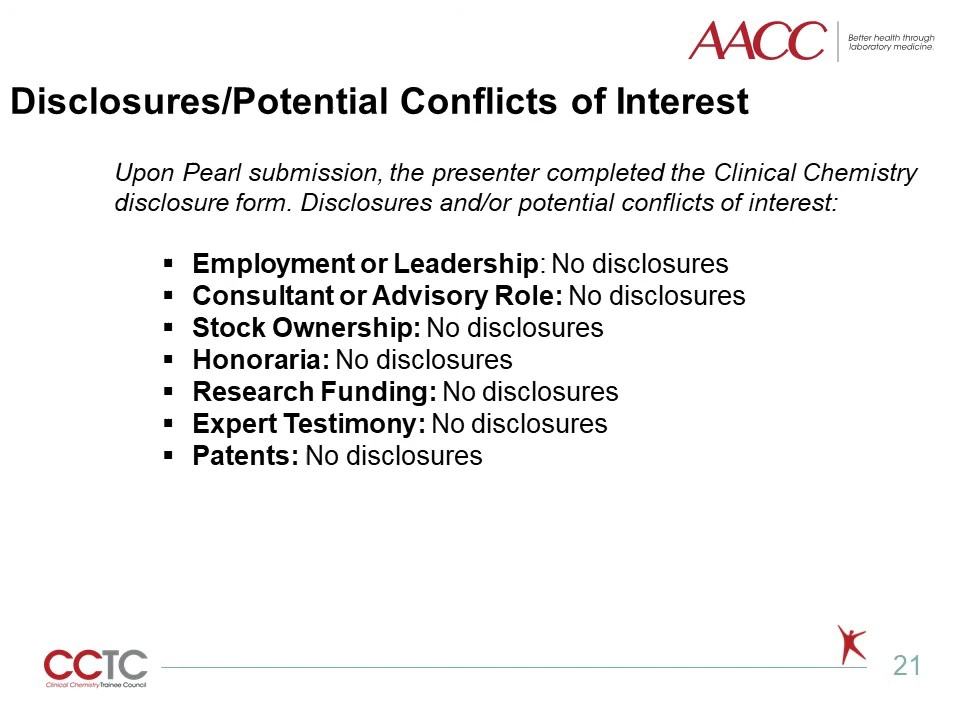 AACC
Better health through
laboratory medicine.
Disclosures/Potential Conflicts of Interest
Upon Pearl submission, the presenter completed the Clinical Chemistry
disclosure form. Disclosures and/or potential conflicts of interest:
▪ Employment or Leadership: No disclosures
▪ Consultant or Advisory Role: No disclosures
▪ Stock Ownership: No disclosures
▪ Honoraria: No disclosures
▪ Research Funding: No disclosures
▪ Expert Testimony: No disclosures
▪ Patents: No disclosures
CCTC
Clinical Chemistry Trainee Council
21